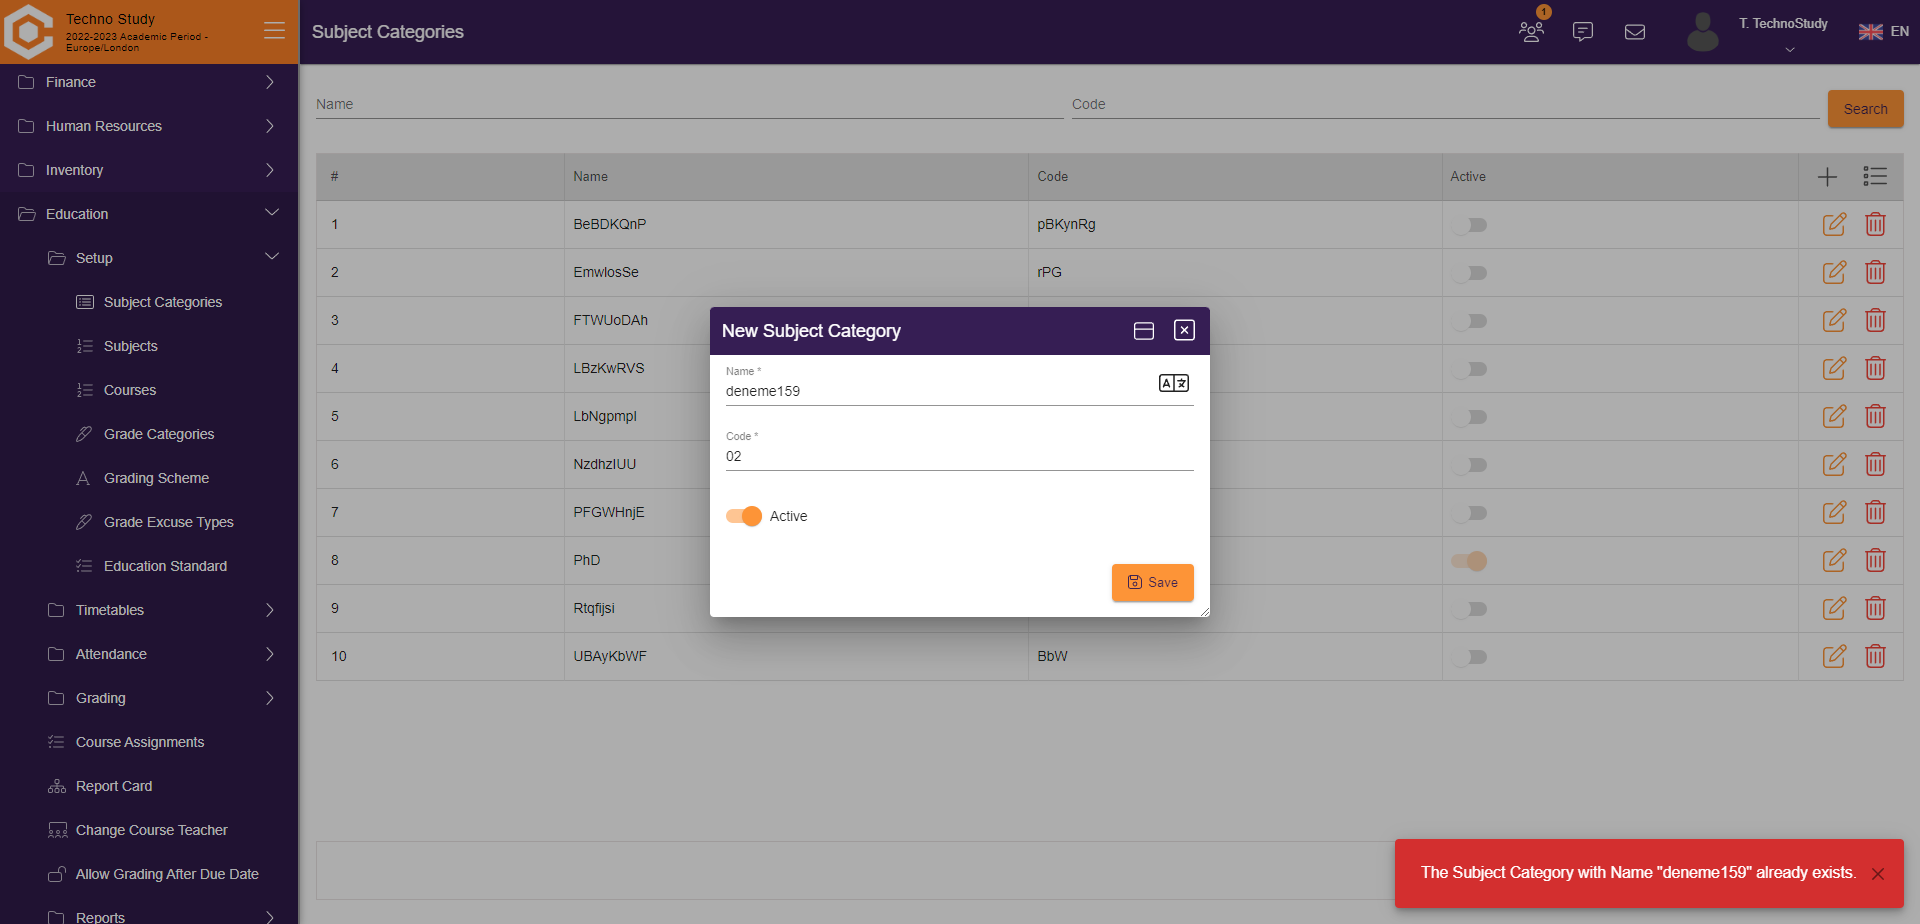 Techno Study
2022-2023 Academic Period -
Europe/London
Subject Categories
1
T. TechnoStudy
EN
Finance
Human Resources
Inventory
Education
Setup
Subject Categories
Subjects
Courses
Grade Categories
Grading Scheme
Grade Excuse Types
Education Standard
Timetables
Attendance
Grading
Course Assignments
Report Card
Change Course Teacher
Allow Grading After Due Date
Reports
Name
Code
Search
# Name Code Active
1 BeBDKQnP pBKynRg
2 EmwlosSe rPG
3 FTWUoDAh
4 LBzKwRVS
5 LbNgpmpl
6 NzdhzIUU
7 PFGWHnjE
8 PhD
9 Rtqfijsi
10 UBAyKbWF BbW
New Subject Category
Name *
deneme159
Code *
02
Active
Save
The Subject Category with Name "deneme159" already exists.